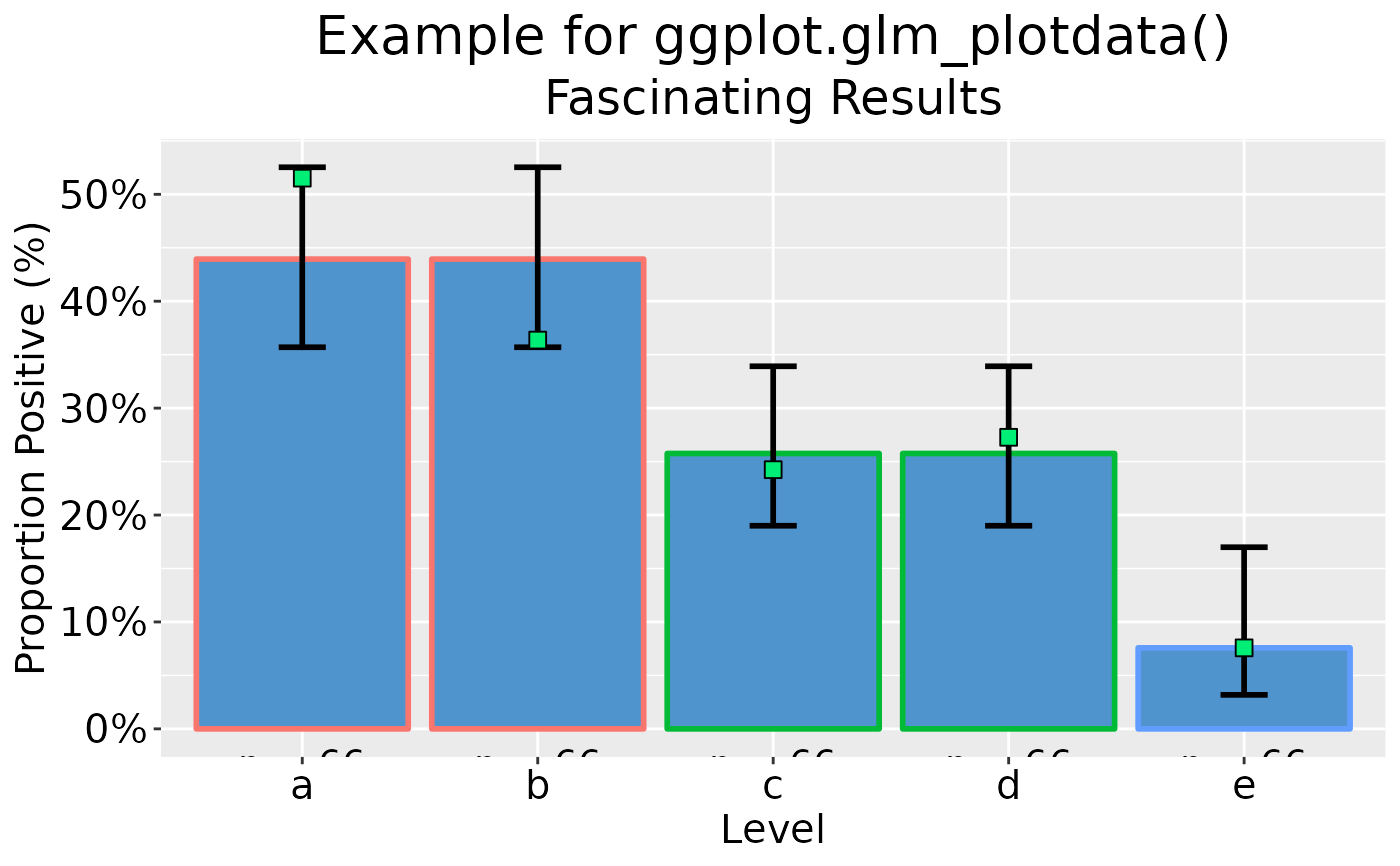 Example for ggplot.glm_plotdata()
Fascinating Results
Proportion Positive (%)
50%
40%
30%
20%
10%
0%
a b c d e
Level